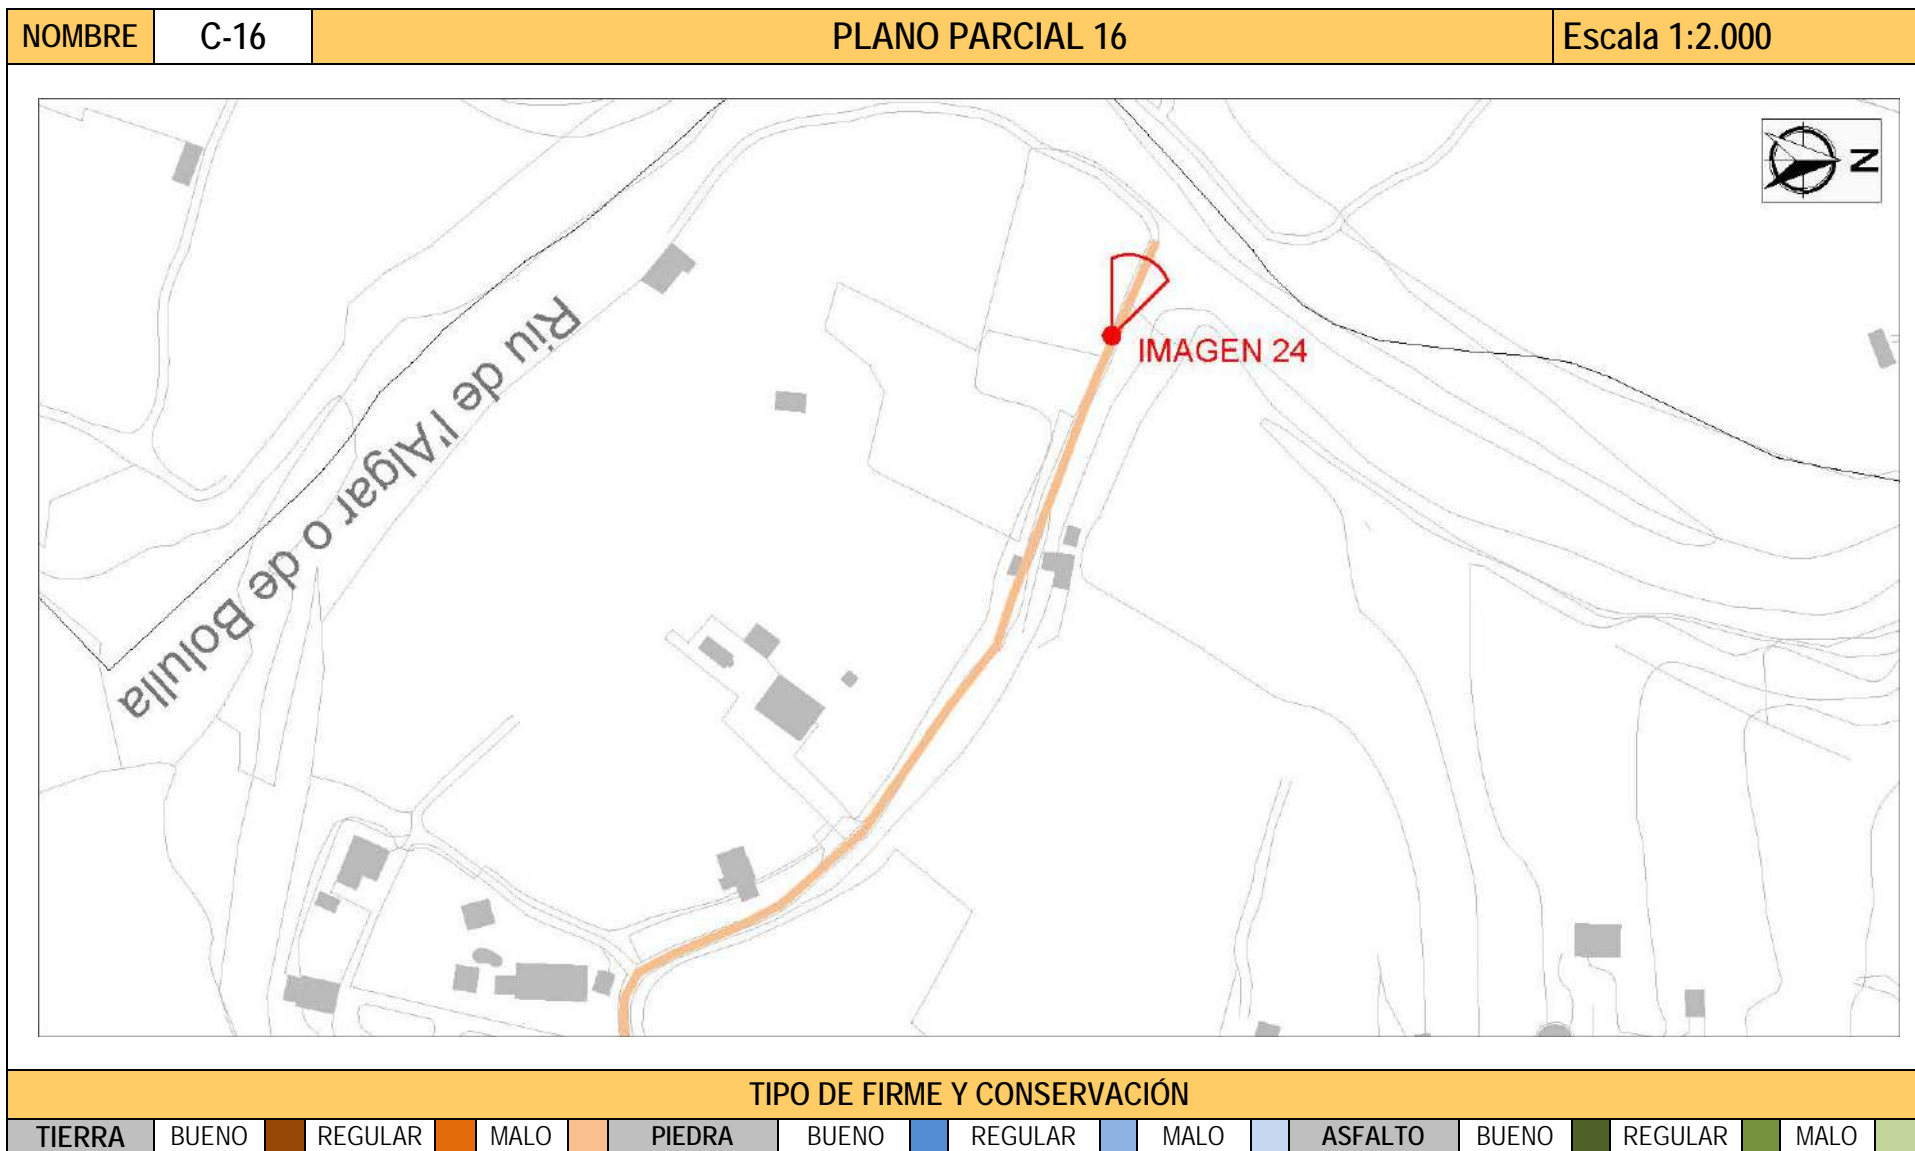 NOMBRE C-16 PLANO PARCIAL 16 Escala 1:2.000
N
IMAGEN 24
Riu de l'Algar o de Bolulla
TIPO DE FIRME Y CONSERVACIÓN
TIERRA BUENO REGULAR MALO PIEDRA BUENO REGULAR MALO ASFALTO BUENO REGULAR MALO